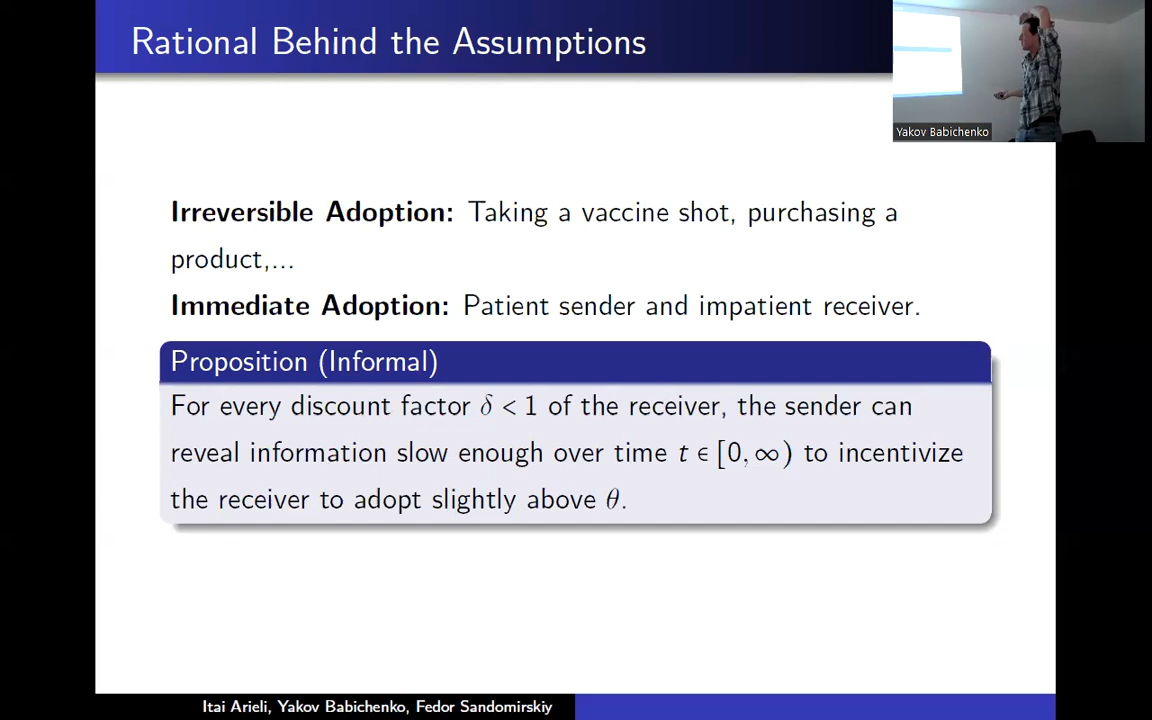 Rational Behind the Assumptions
Yakov Babichenko
Irreversible Adoption: Taking a vaccine shot, purchasing a
product,...
Immediate Adoption: Patient sender and impatient receiver.
Proposition (Informal)
For every discount factor δ < 1 of the receiver, the sender can
reveal information slow enough over time t ∈ [0, ∞) to incentivize
the receiver to adopt slightly above θ.
Itai Arieli, Yakov Babichenko, Fedor Sandomirskiy